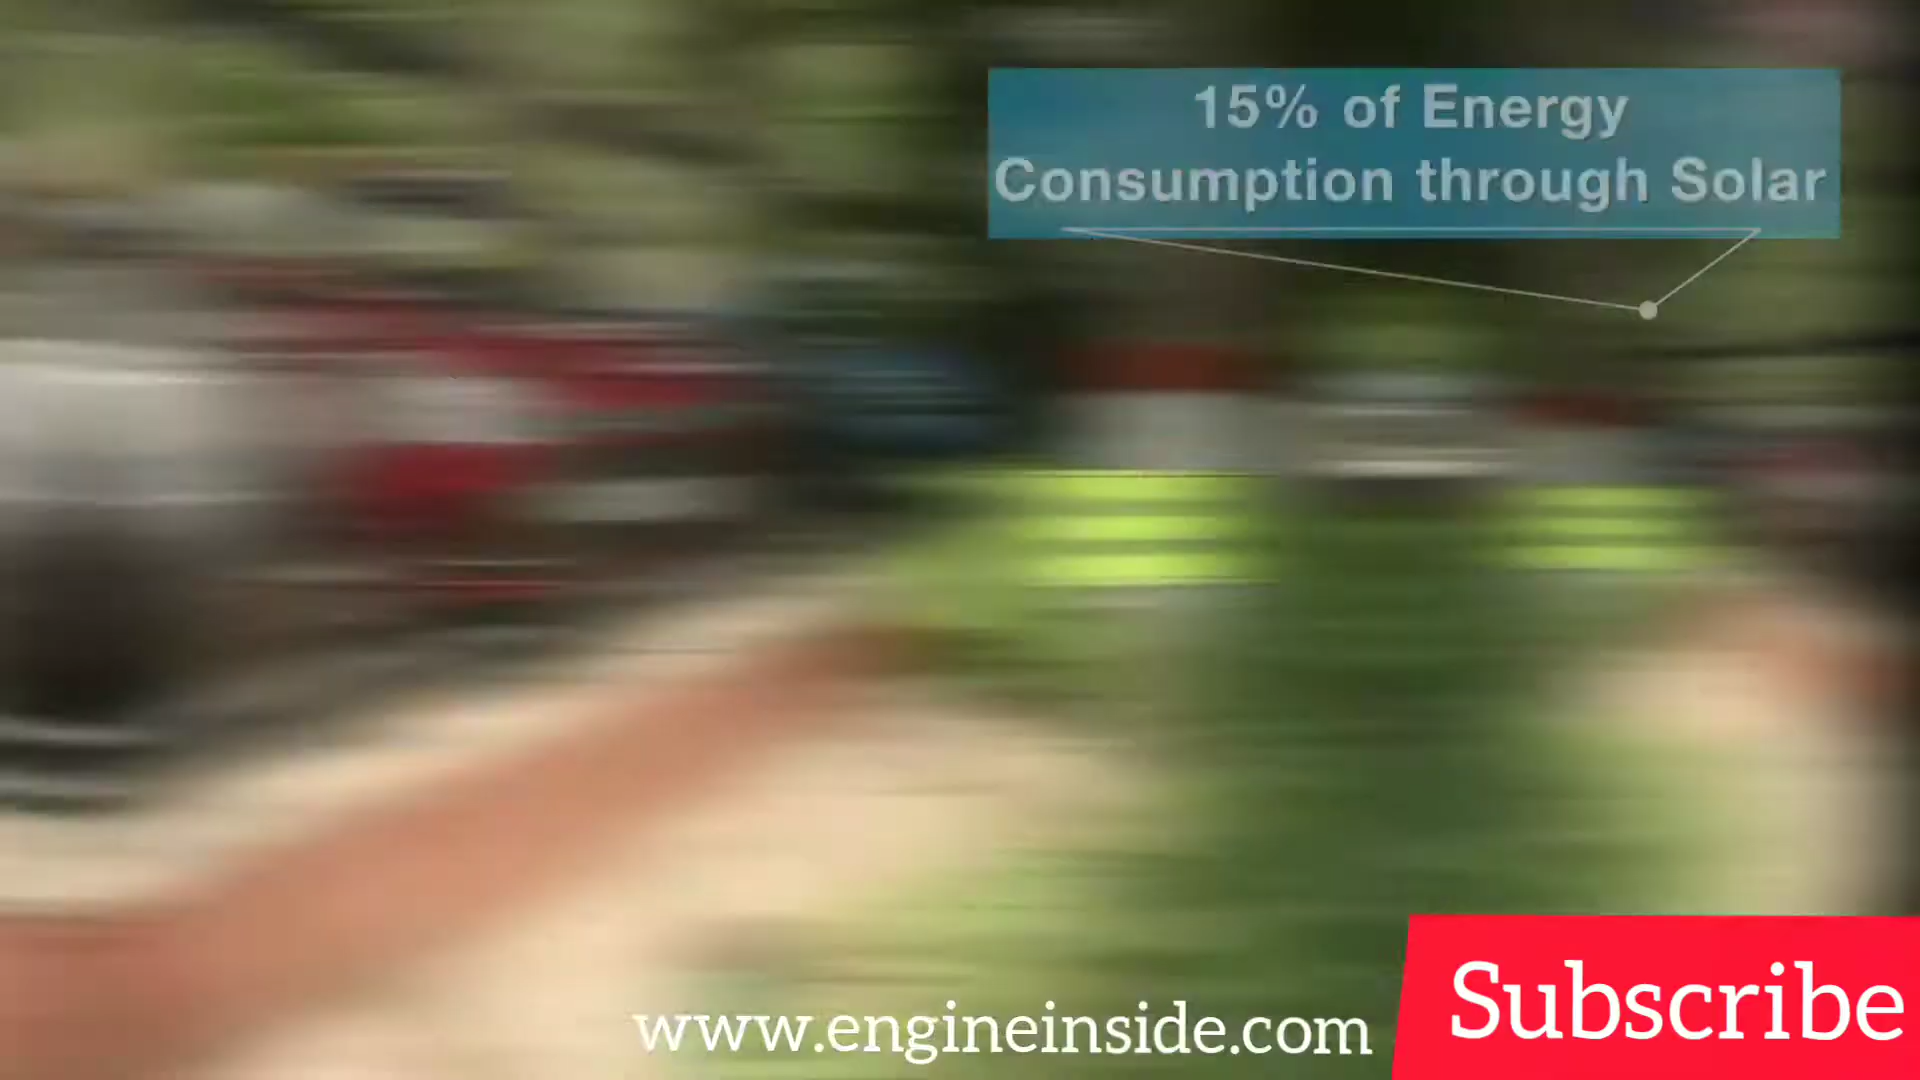 15% of Energy
Consumption through Solar
www.engineinside.com
Subscribe